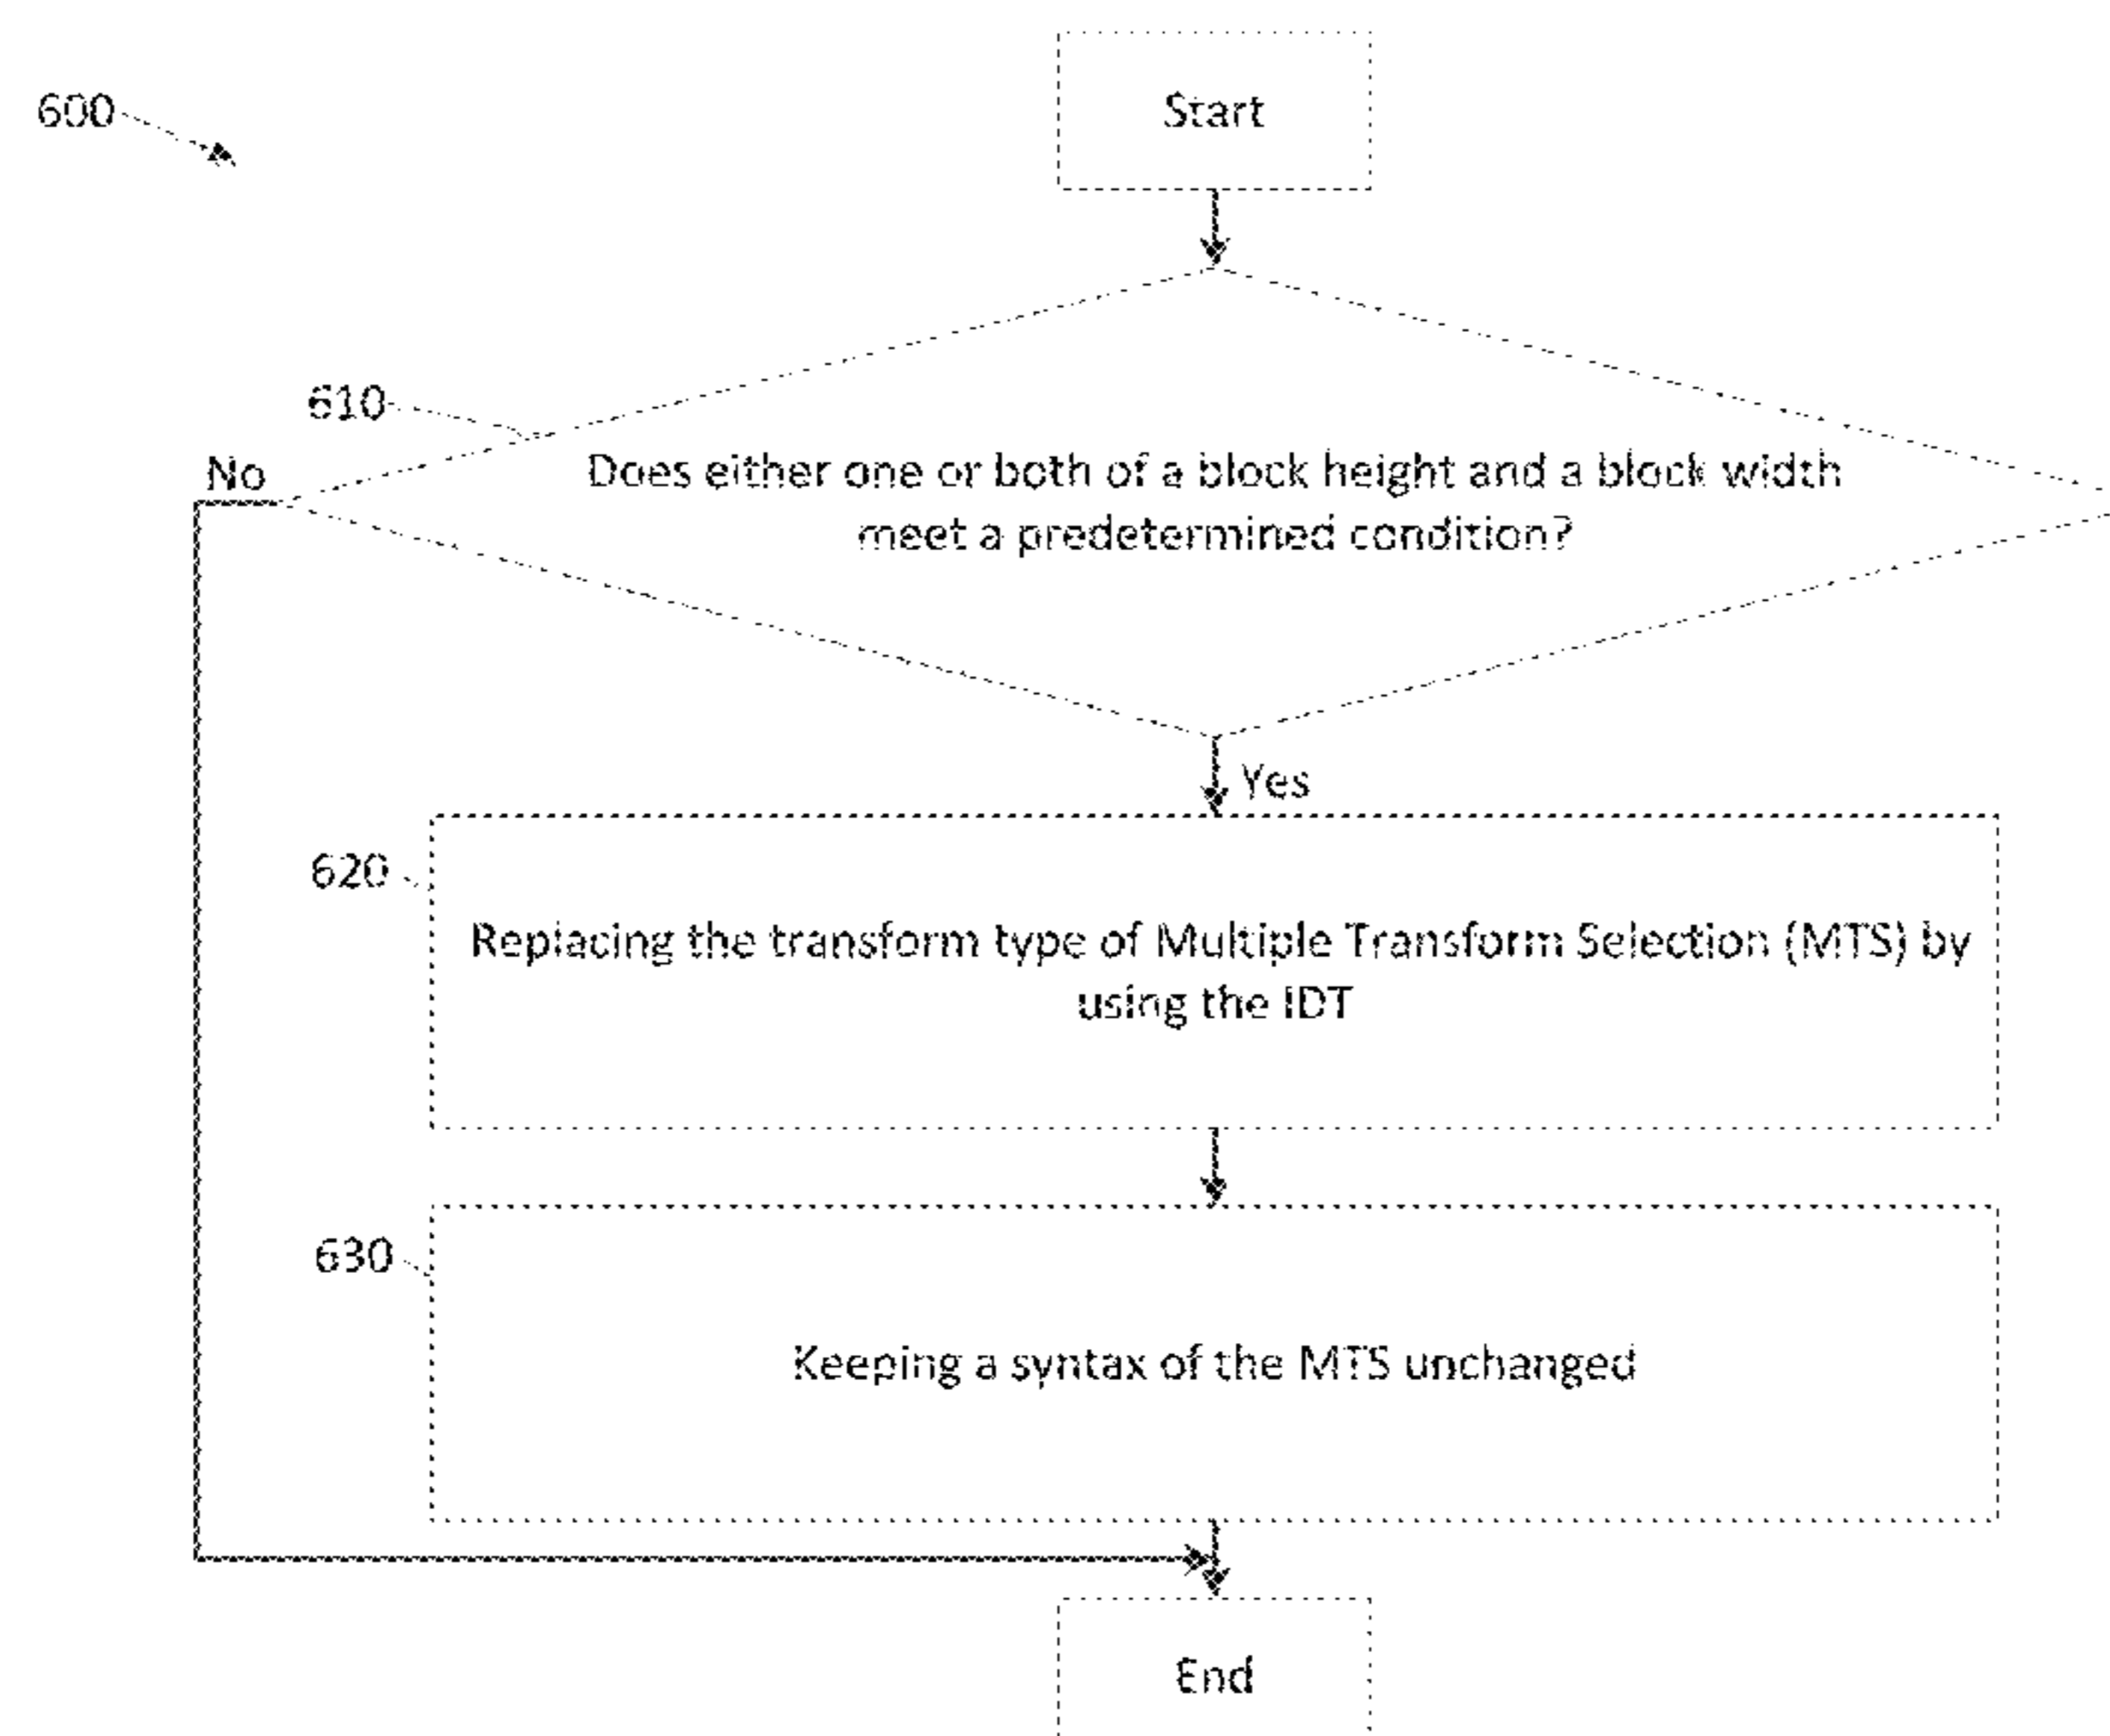 600
Start
610
No
Does either one or both of a block height and a block width
meet a predetermined condition?
Yes
620
Replacing the transform type of Multiple Transform Selection (MTS) by
using the IDT
630
Keeping a syntax of the MTS unchanged
End